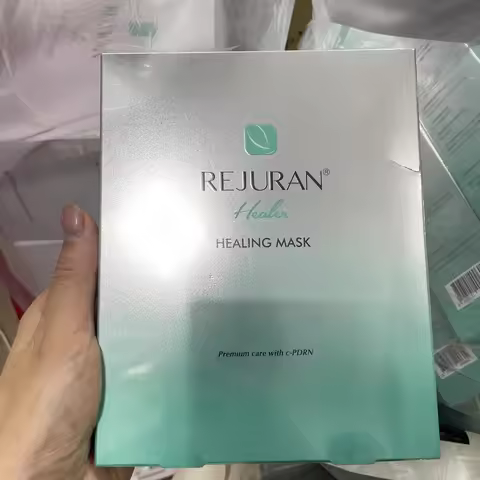 REJURAN®
Healer
HEALING MASK
Premium care with c-PDRN